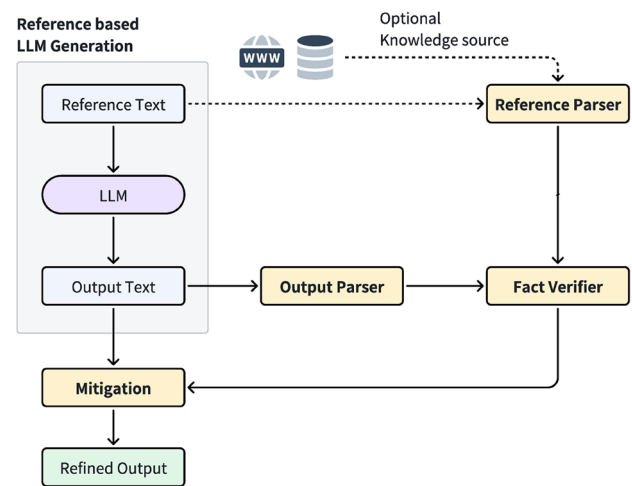 Reference based
LLM Generation
Optional
Knowledge source
WWW
Reference Text
Reference Parser
LLM
Output Text
Output Parser
Fact Verifier
Mitigation
Refined Output